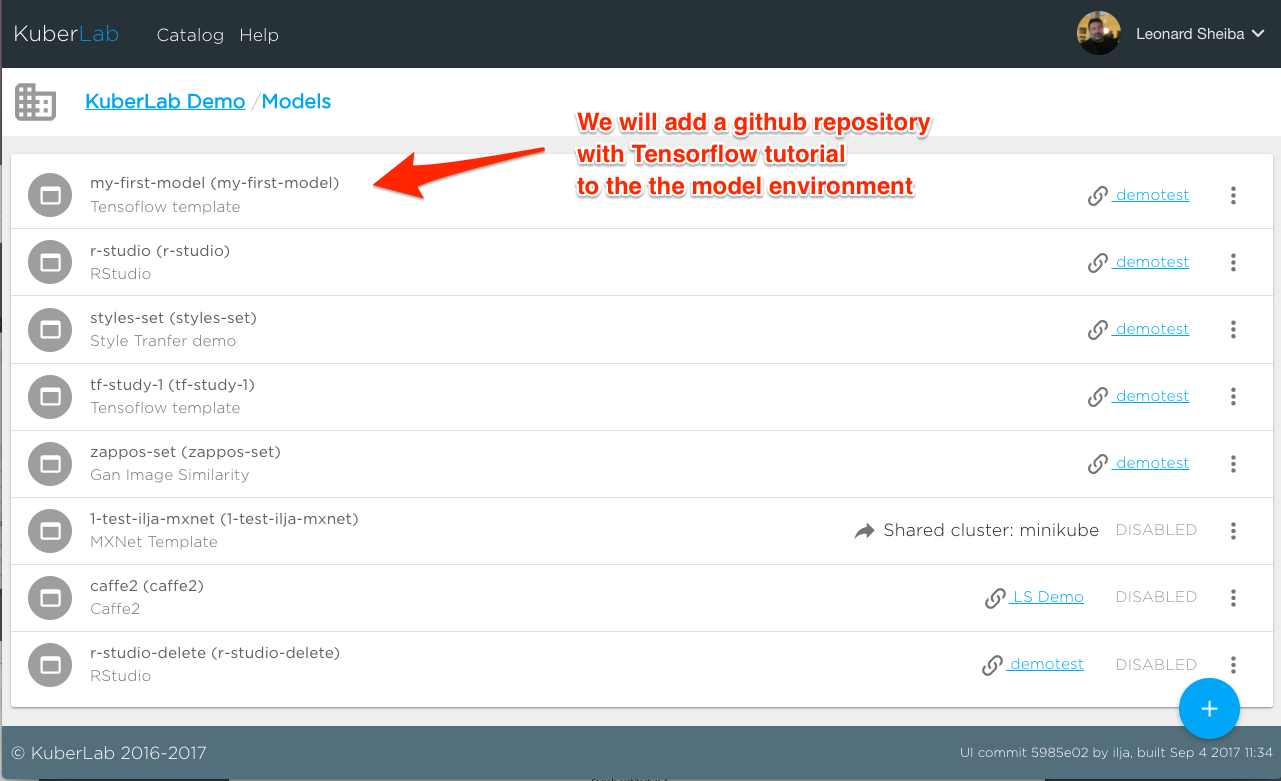 KuberLab Catalog Help Leonard Sheiba
KuberLab Demo /Models
We will add a github repository
with Tensorflow tutorial
to the the model environment
my-first-model (my-first-model)
Tensoflow template
demotest
r-studio (r-studio)
RStudio
demotest
styles-set (styles-set)
Style Tranfer demo
demotest
tf-study-1 (tf-study-1)
Tensoflow template
demotest
zappos-set (zappos-set)
Gan Image Similarity
demotest
1-test-ilja-mxnet (1-test-ilja-mxnet)
MXNet Template
Shared cluster: minikube DISABLED
caffe2 (caffe2)
Caffe2
LS Demo DISABLED
r-studio-delete (r-studio-delete)
RStudio
demotest DISABLED
+
© KuberLab 2016-2017 UI commit 5985e02 by ilja, built Sep 4 2017 11:34